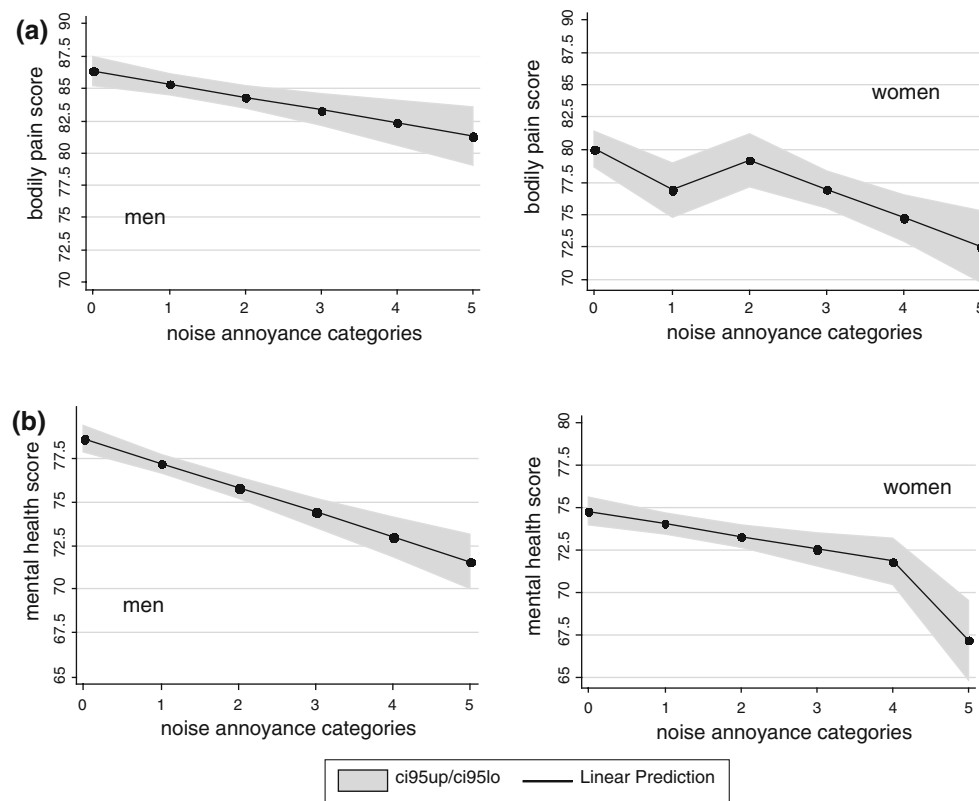 (a)
bodily pain score
90
87.5
85
82.5
80
77.5
75
72.5
70
men
0 1 2 3 4 5
noise annoyance categories
bodily pain score
90
87.5
85
82.5
80
77.5
75
72.5
70
women
0 1 2 3 4 5
noise annoyance categories
(b)
mental health score
77.5
75
72.5
70
67.5
65
men
0 1 2 3 4 5
noise annoyance categories
mental health score
80
77.5
75
72.5
70
67.5
65
women
0 1 2 3 4 5
noise annoyance categories
ci95up/ci95lo Linear Prediction